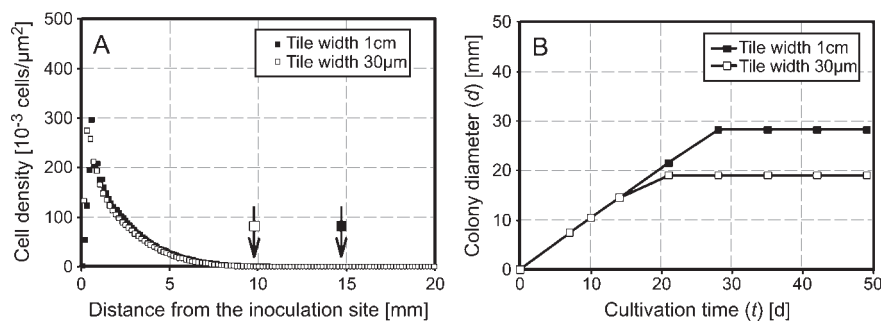 A
Tile width 1cm
Tile width 30µm
Cell density [10⁻³ cells/µm²]
500
400
300
200
100
0
0 5 10 15 20
Distance from the inoculation site [mm]
B
Tile width 1cm
Tile width 30µm
Colony diameter (d) [mm]
50
40
30
20
10
0
0 10 20 30 40 50
Cultivation time (t) [d]